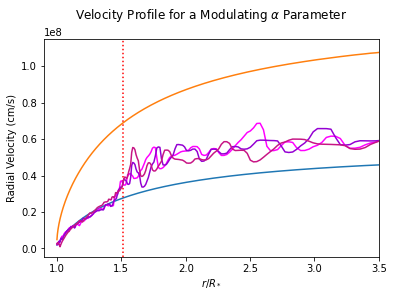 Velocity Profile for a Modulating α Parameter
1e8
1.0
0.8
0.6
0.4
0.2
0.0
Radial Velocity (cm/s)
1.0 1.5 2.0 2.5 3.0 3.5
r/R*